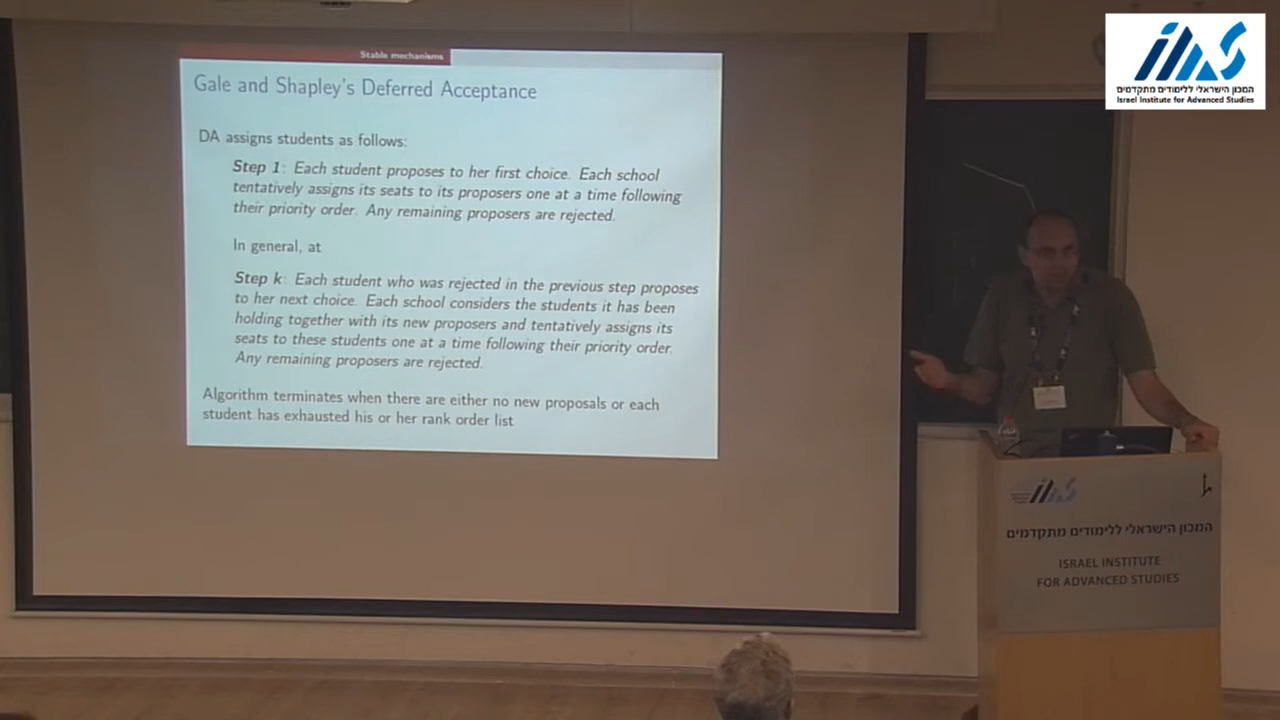 Stable mechanisms
Gale and Shapley's Deferred Acceptance
DA assigns students as follows:
Step 1: Each student proposes to her first choice. Each school
tentatively assigns its seats to its proposers one at a time following
their priority order. Any remaining proposers are rejected.
In general, at
Step k: Each student who was rejected in the previous step proposes
to her next choice. Each school considers the students it has been
holding together with its new proposers and tentatively assigns its
seats to these students one at a time following their priority order.
Any remaining proposers are rejected.
Algorithm terminates when there are either no new proposals or each
student has exhausted his or her rank order list
המכון הישראלי ללימודים מתקדמים
Israel Institute for Advanced Studies
המכון הישראלי ללימודים מתקדמים
ISRAEL INSTITUTE
FOR ADVANCED STUDIES